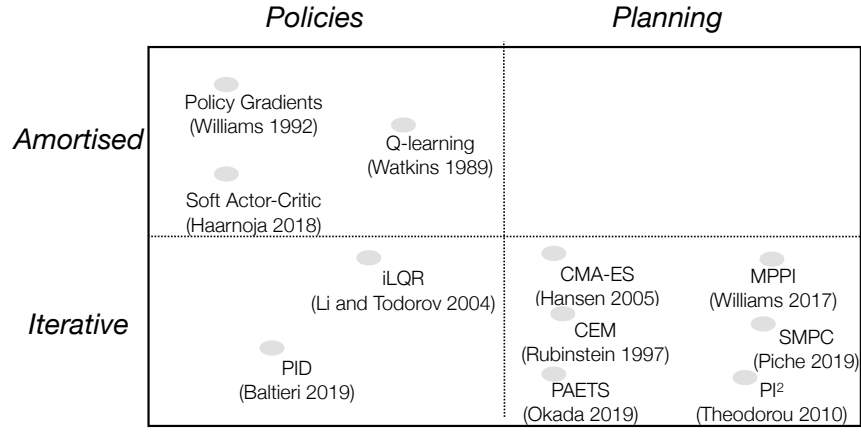 Policies
Planning
Amortised
Policy Gradients
(Williams 1992)
Q-learning
(Watkins 1989)
Soft Actor-Critic
(Haarnoja 2018)
Iterative
iLQR
(Li and Todorov 2004)
PID
(Baltieri 2019)
CMA-ES
(Hansen 2005)
CEM
(Rubinstein 1997)
PAETS
(Okada 2019)
MPPI
(Williams 2017)
SMPC
(Piche 2019)
PI²
(Theodorou 2010)